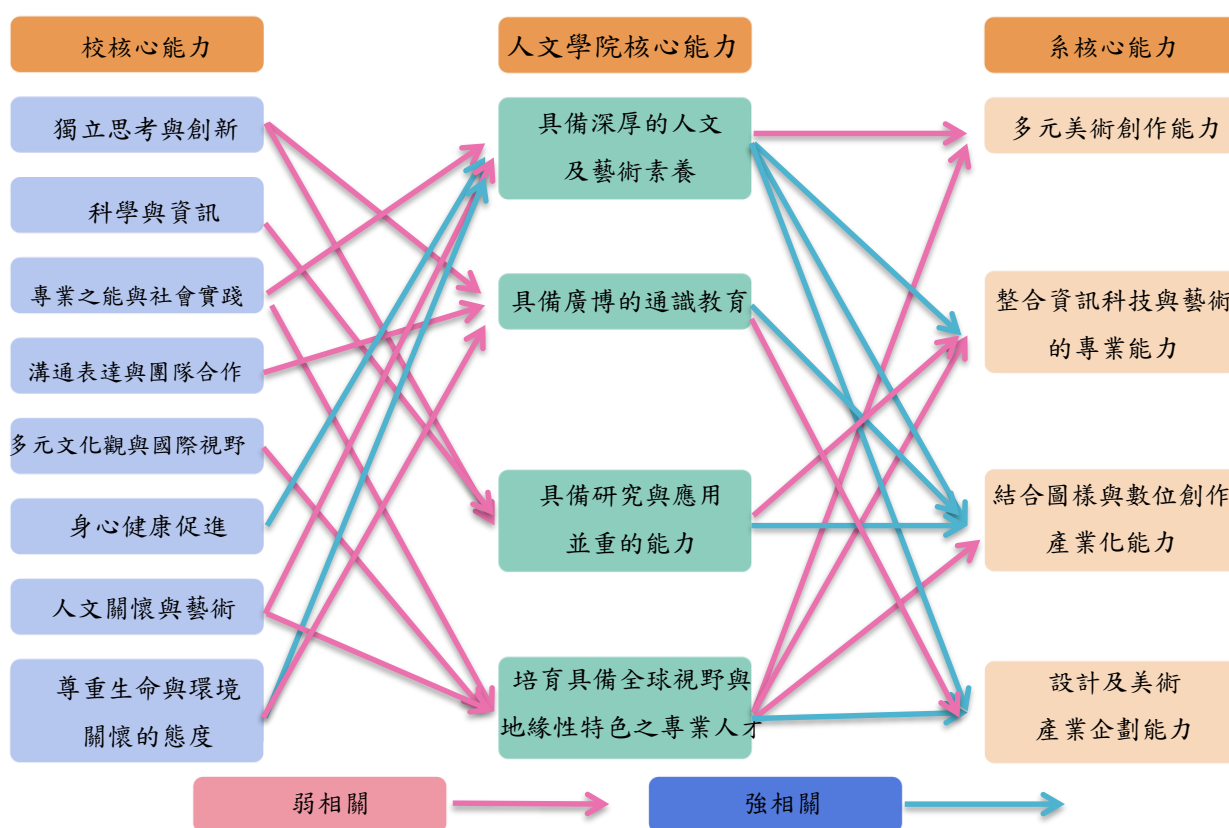 校核心能力
人文學院核心能力
系核心能力
獨立思考與創新
科學與資訊
專業之能與社會實踐
溝通表達與團隊合作
多元文化觀與國際視野
身心健康促進
人文關懷與藝術
尊重生命與環境
關懷的態度
具備深厚的人文
及藝術素養
具備廣博的通識教育
具備研究與應用
並重的能力
培育具備全球視野與
地緣性特色之專業人才
多元美術創作能力
整合資訊科技與藝術
的專業能力
結合圖樣與數位創作
產業化能力
設計及美術
產業企劃能力
弱相關
強相關